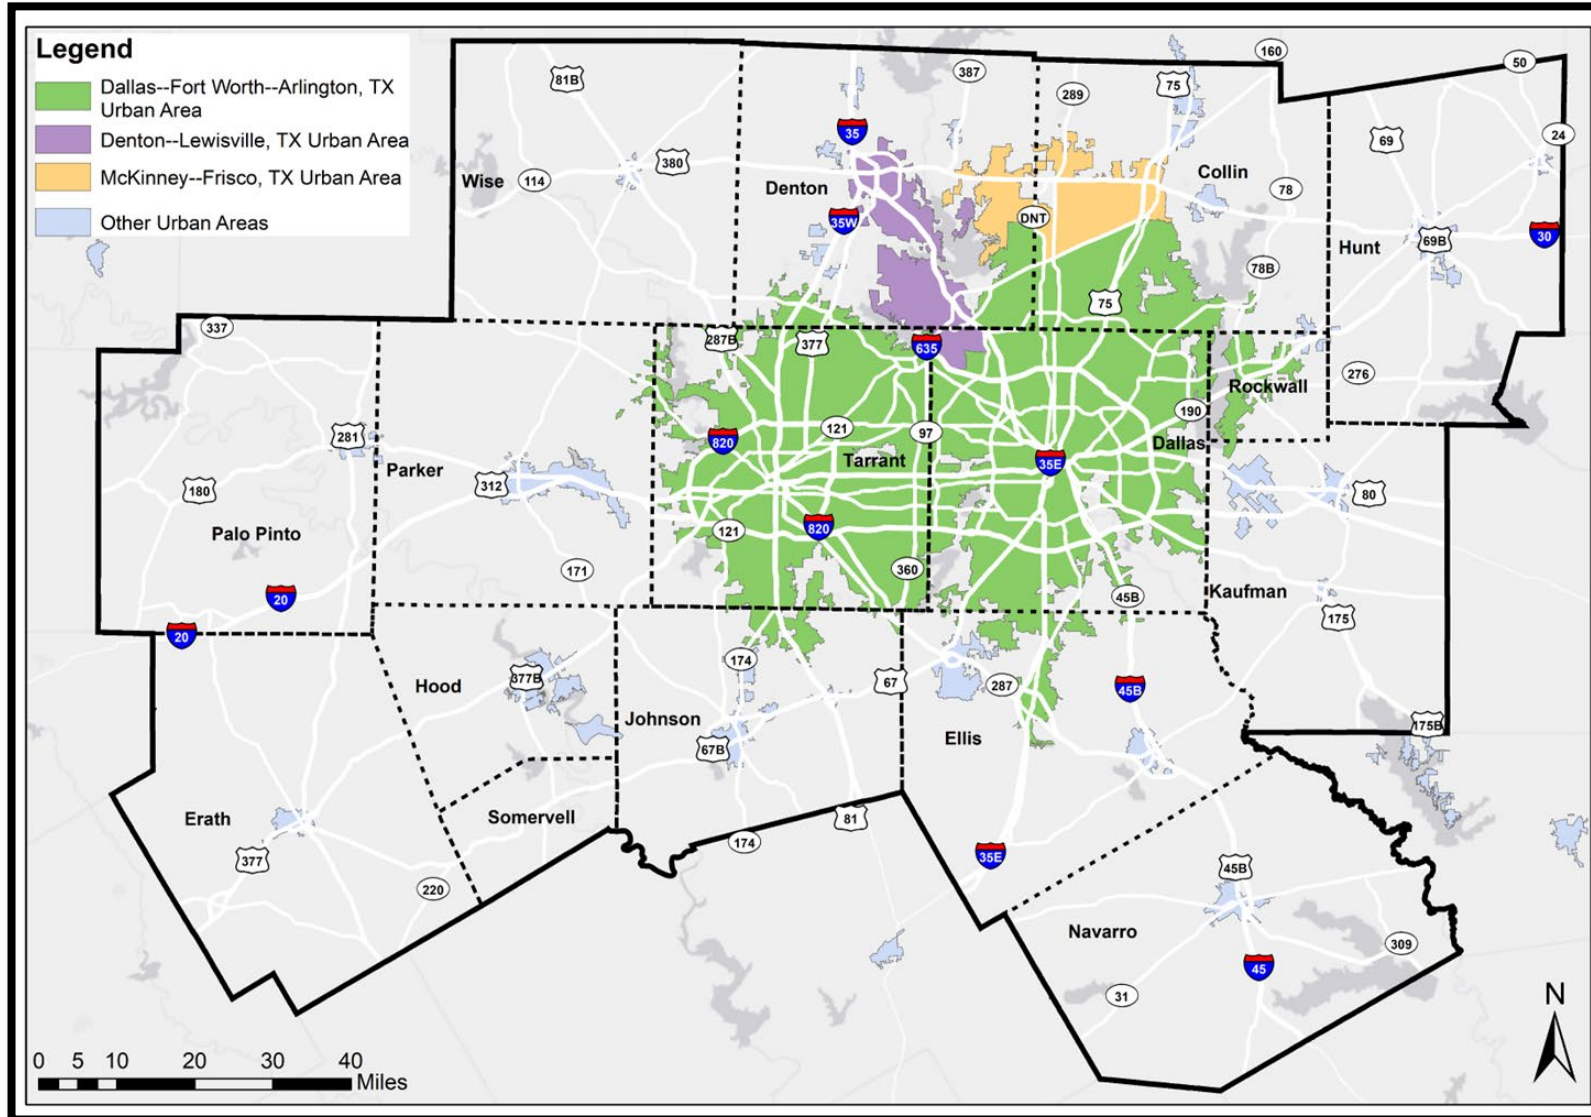 Legend
Dallas--Fort Worth--Arlington, TX
Urban Area
Denton--Lewisville, TX Urban Area
McKinney--Frisco, TX Urban Area
Other Urban Areas
160
50
387
81B
75
289
35
24
69
380
Wise
114
Denton
Collin
78
DNT
35W
30
69B
Hunt
78B
75
337
287B
377
635
276
Rockwall
190
121
97
281
820
Dallas
Tarrant
35E
Parker
312
180
80
820
121
Palo Pinto
171
360
20
45B
Kaufman
175
20
174
377B
67
287
Hood
45B
Johnson
175B
67B
Ellis
Erath
Somervell
81
174
377
35E
45B
220
Navarro
309
45
31
N
0 5 10 20 30 40
Miles